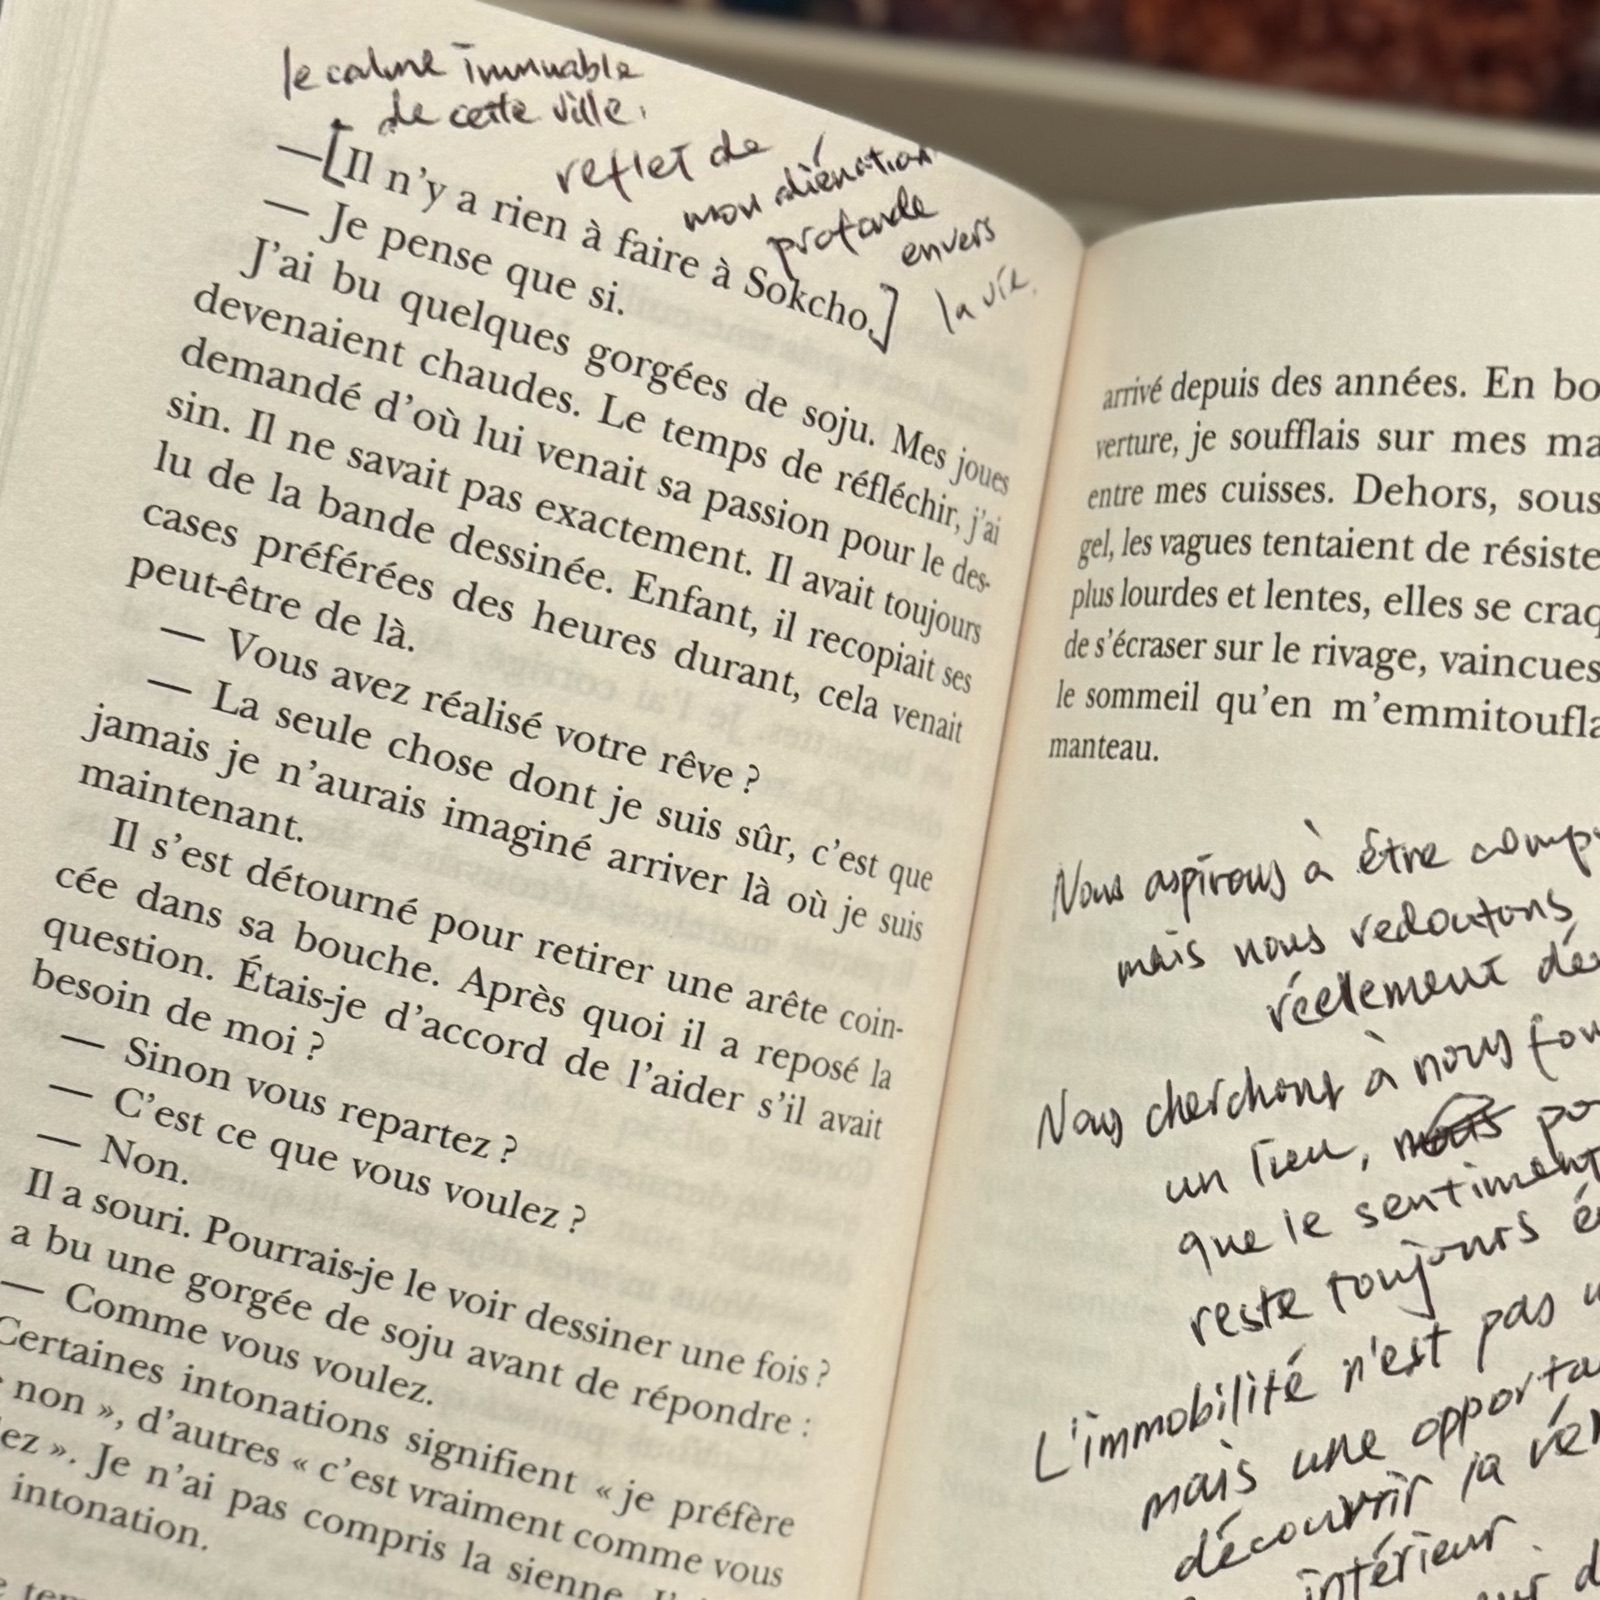 le calme immuable
de cette ville.
reflet de
mon aliénation
profonde
envers
la vie.
—[Il n'y a rien à faire à Sokcho.]
— Je pense que si.
J'ai bu quelques gorgées de soju. Mes joues
devenaient chaudes. Le temps de réfléchir, j'ai
demandé d'où lui venait sa passion pour le des-
sin. Il ne savait pas exactement. Il avait toujours
lu de la bande dessinée. Enfant, il recopiait ses
cases préférées des heures durant, cela venait
peut-être de là.
— Vous avez réalisé votre rêve ?
— La seule chose dont je suis sûr, c'est que
jamais je n'aurais imaginé arriver là où je suis
maintenant.
Il s'est détourné pour retirer une arête coin-
cée dans sa bouche. Après quoi il a reposé la
question. Étais-je d'accord de l'aider s'il avait
besoin de moi ?
— Sinon vous repartez ?
— C'est ce que vous voulez ?
— Non.
Il a souri. Pourrais-je le voir dessiner une fois ?
a bu une gorgée de soju avant de répondre :
— Comme vous voulez.
Certaines intonations signifient « je préfère
non », d'autres « c'est vraiment comme vous
ez ». Je n'ai pas compris la sienne.
intonation.
arrivé depuis des années. En bo
verture, je soufflais sur mes ma
entre mes cuisses. Dehors, sous
gel, les vagues tentaient de résiste
plus lourdes et lentes, elles se craq
de s'écraser sur le rivage, vaincues
le sommeil qu'en m'emmitoufla
manteau.
Nous aspirons à être comp
mais nous redoutons
réellement dé
Nous cherchons à nous fon
un lieu, po
que le sentiment
reste toujours é
L'immobilité n'est pas u
mais une opportu
découvrir la vér
intérieur